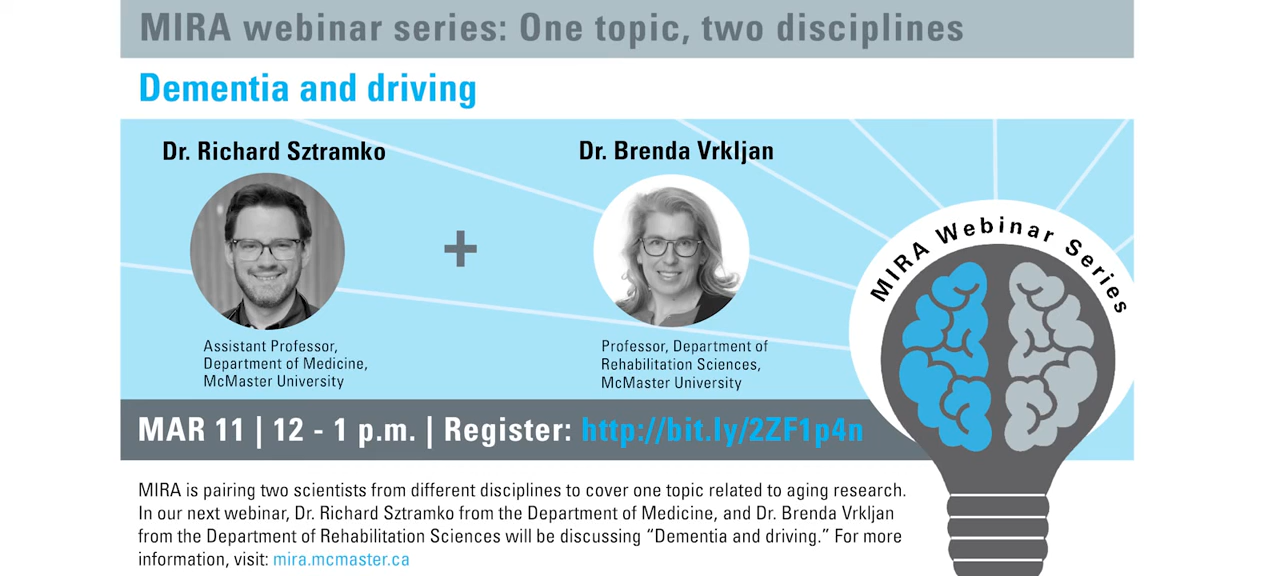 MIRA webinar series: One topic, two disciplines
Dementia and driving
Dr. Richard Sztramko
Dr. Brenda Vrkljan
+
MIRA Webinar Series
Assistant Professor,
Department of Medicine,
McMaster University
Professor, Department of
Rehabilitation Sciences,
McMaster University
MAR 11 | 12 - 1 p.m. | Register: http://bit.ly/2ZF1p4n
MIRA is pairing two scientists from different disciplines to cover one topic related to aging research.
In our next webinar, Dr. Richard Sztramko from the Department of Medicine, and Dr. Brenda Vrkljan
from the Department of Rehabilitation Sciences will be discussing “Dementia and driving.” For more
information, visit: mira.mcmaster.ca